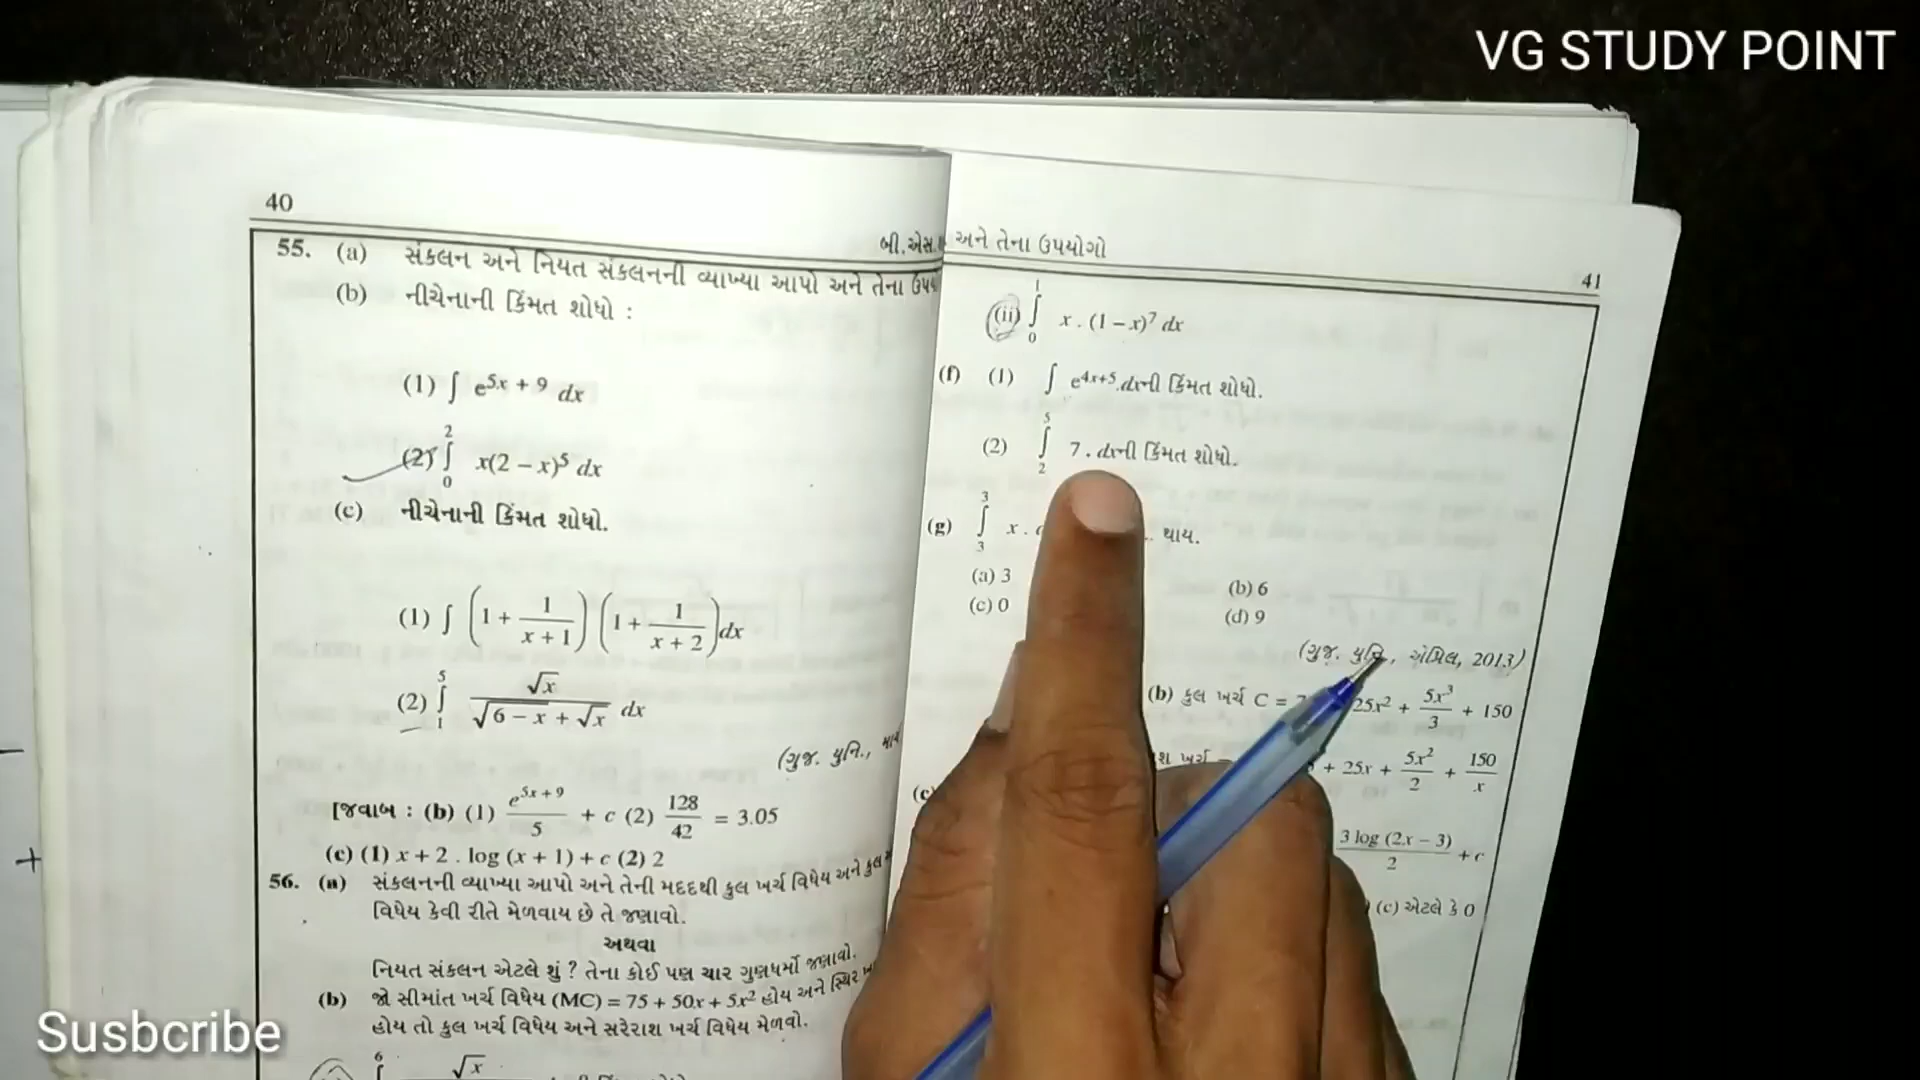 VG STUDY POINT
40
55. (a) સંકલન અને નિયત સંકલનની વ્યાખ્યા આપો અને તેના
(b) નીચેનાની કિંમત શોધો :
(1) ∫ e^{5x + 9} dx
(2) ∫_0^2 x(2 − x)^5 dx
(c) નીચેનાની કિંમત શોધો.
(1) ∫ (1 + 1/(x + 1)) (1 + 1/(x + 2)) dx
(2) ∫_1^5 √x / (√(6 − x) + √x) dx
(ગુજ. યુનિ.,
[જવાબ : (b) (1) e^{5x + 9}/5 + c (2) 128/42 = 3.05
(c) (1) x + 2 . log (x + 1) + c (2) 2
56. (a) સંકલનની વ્યાખ્યા આપો અને તેની મદદથી કુલ ખર્ચ વિધેય અને કુલ
વિધેય કેવી રીતે મેળવાય છે તે જણાવો.
અથવા
નિયત સંકલન એટલે શું ? તેના કોઈ પણ ચાર ગુણધર્મો જણાવો.
(b) જો સીમાંત ખર્ચ વિધેય (MC) = 75 + 50x + 5x² હોય અને સ્થિર
હોય તો કુલ ખર્ચ વિધેય અને સરેરાશ ખર્ચ વિધેય મેળવો.
6 √x
બી.એસ. અને તેના ઉપયોગો
41
(ii) ∫_0^1 x . (1 − x)^7 dx
(f) (1) ∫ e^{4x+5}.dxની કિંમત શોધો.
(2) ∫_2^5 7 . dxની કિંમત શોધો.
(g) ∫_3^3 x . થાય.
(a) 3 (b) 6
(c) 0 (d) 9
(ગુજ. યુનિ., એપ્રિલ, 2013)
(b) કુલ ખર્ચ C = 25x² + 5x³/3 + 150
ખર્ચ + 25x + 5x²/2 + 150/x
(c)
3 log (2x − 3)/2 + c
(c) એટલે કે 0
Susbcribe